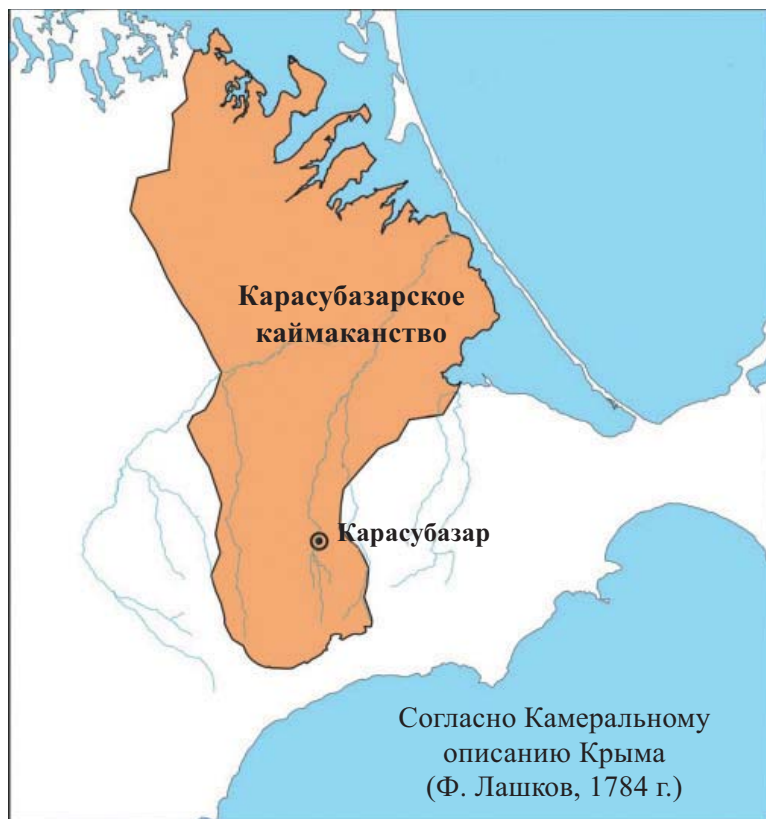 Карасубазарское
каймаканство
Карасубазар
Согласно Камеральному
описанию Крыма
(Ф. Лашков, 1784 г.)